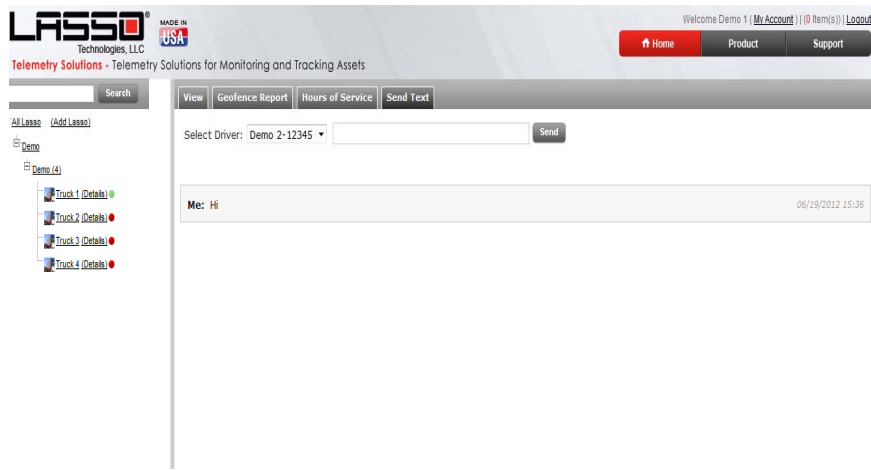 LASSO®
Technologies, LLC
MADE IN
USA
Telemetry Solutions - Telemetry Solutions for Monitoring and Tracking Assets
Welcome Demo 1 ( My Account ) | (0 Item(s)) | Logout
Home
Product
Support
Search
View
Geofence Report
Hours of Service
Send Text
All Lasso (Add Lasso)
Demo
Demo (4)
Truck 1 (Details)
Truck 2 (Details)
Truck 3 (Details)
Truck 4 (Details)
Select Driver: Demo 2-12345
Send
Me: Hi
06/19/2012 15:36